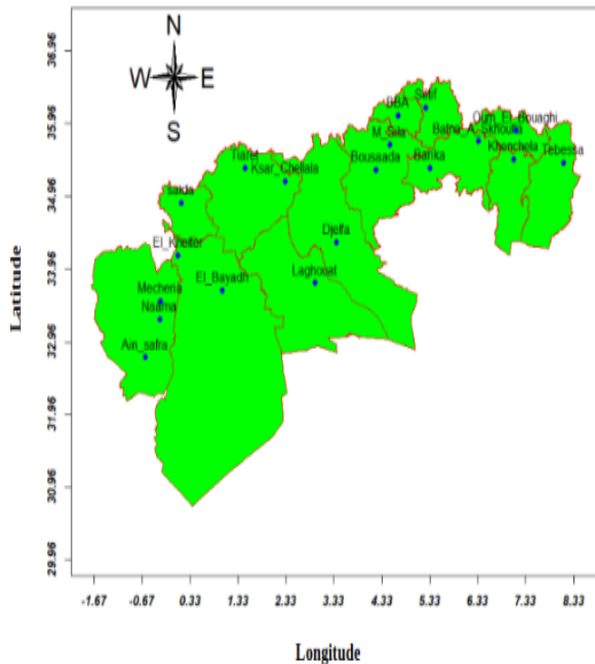 N
W E
S
36.96
35.96
34.96
33.96
32.96
31.96
30.96
29.96
Latitude
Setif
BBA
Oum_El_Bouaghi
Batna_A_Skhouna
M_Sila
Khenchela
Tebessa
Tiaret
Ksar_Chellala
Bousaada
Barika
saida
Djelfa
El_Kheiter
El_Bayadh
Laghouat
Mecheria
Naama
Ain_safra
-1.67 -0.67 0.33 1.33 2.33 3.33 4.33 5.33 6.33 7.33 8.33
Longitude